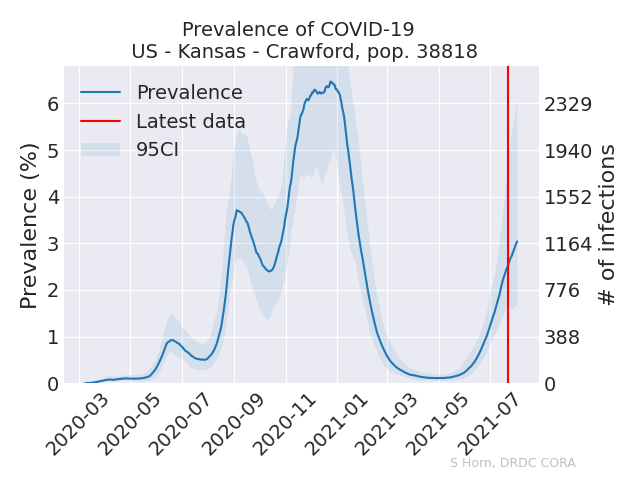 Prevalence of COVID-19
US - Kansas - Crawford, pop. 38818
Prevalence
Latest data
95CI
Prevalence (%)
6
5
4
3
2
1
0
2329
1940
1552
1164
776
388
0
# of infections
2020-03
2020-05
2020-07
2020-09
2020-11
2021-01
2021-03
2021-05
2021-07
S Horn, DRDC CORA